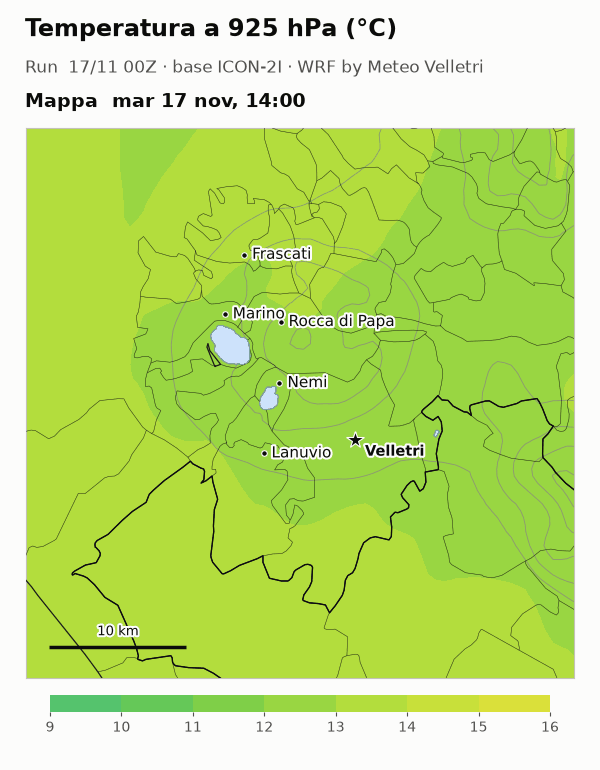 Temperatura a 925 hPa (°C)
Run  17/11 00Z · base ICON-2I · WRF by Meteo Velletri
Mappa  mar 17 nov, 14:00
Frascati
Marino
Rocca di Papa
Nemi
Velletri
Lanuvio
10 km
9 10 11 12 13 14 15 16